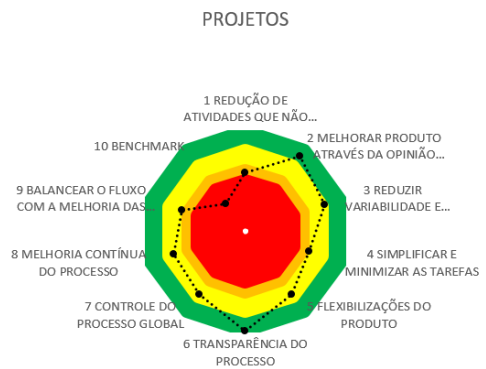 PROJETOS
1 REDUÇÃO DE
ATIVIDADES QUE NÃO...
2 MELHORAR PRODUTO
ATRAVÉS DA OPINIÃO...
3 REDUZIR
VARIABILIDADE E...
4 SIMPLIFICAR E
MINIMIZAR AS TAREFAS
5 FLEXIBILIZAÇÕES DO
PRODUTO
6 TRANSPARÊNCIA DO
PROCESSO
7 CONTROLE DO
PROCESSO GLOBAL
8 MELHORIA CONTÍNUA
DO PROCESSO
9 BALANCEAR O FLUXO
COM A MELHORIA DAS...
10 BENCHMARK